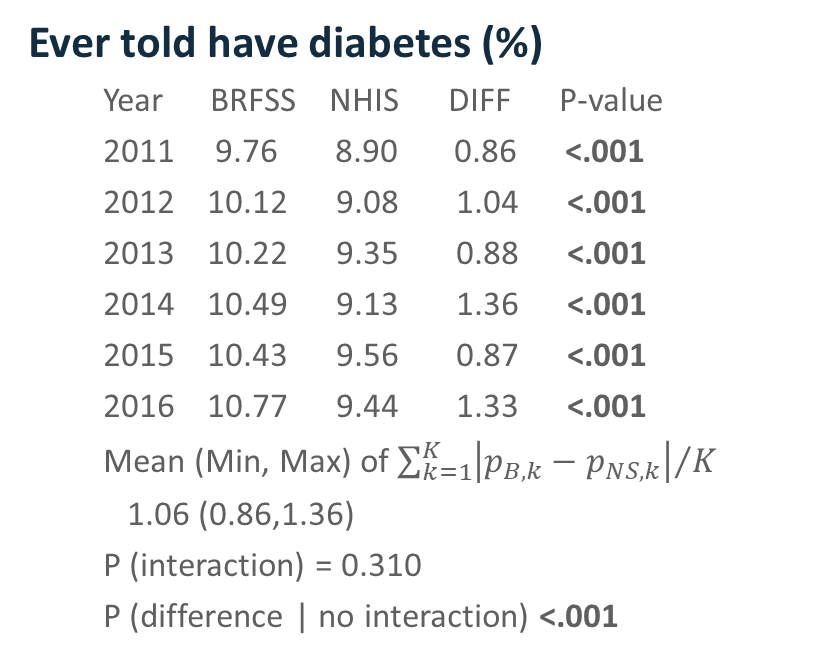 Ever told have diabetes (%)
Year BRFSS NHIS DIFF P-value
2011 9.76 8.90 0.86 <.001
2012 10.12 9.08 1.04 <.001
2013 10.22 9.35 0.88 <.001
2014 10.49 9.13 1.36 <.001
2015 10.43 9.56 0.87 <.001
2016 10.77 9.44 1.33 <.001
Mean (Min, Max) of ∑_{k=1}^{K}|p_{B,k} − p_{NS,k}|/K
1.06 (0.86,1.36)
P (interaction) = 0.310
P (difference | no interaction) <.001